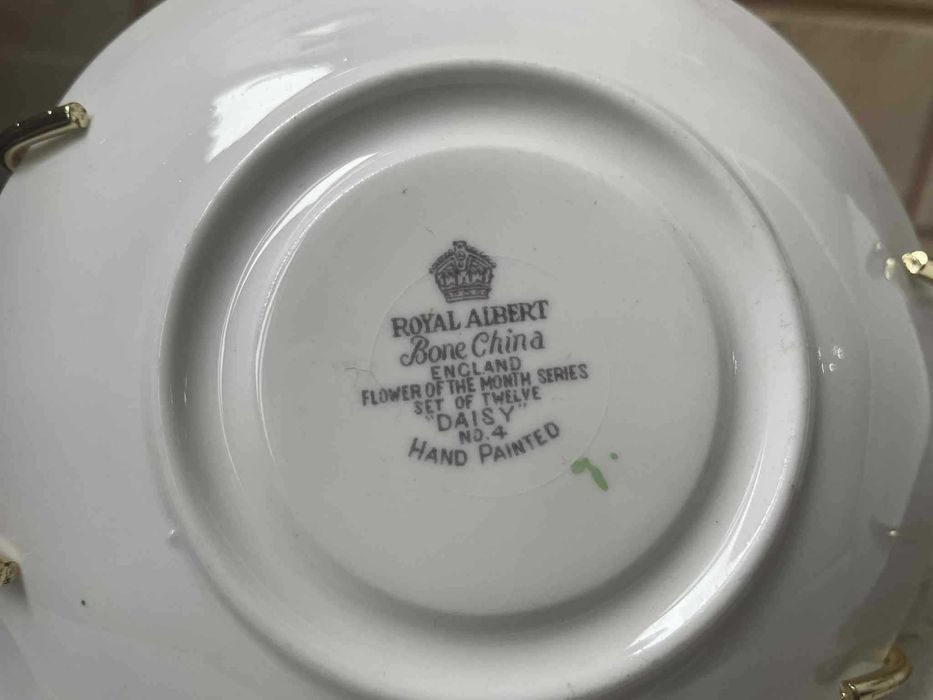 ROYAL ALBERT
Bone China
ENGLAND
FLOWER OF THE MONTH SERIES
SET OF TWELVE
"DAISY"
NO.4
HAND PAINTED